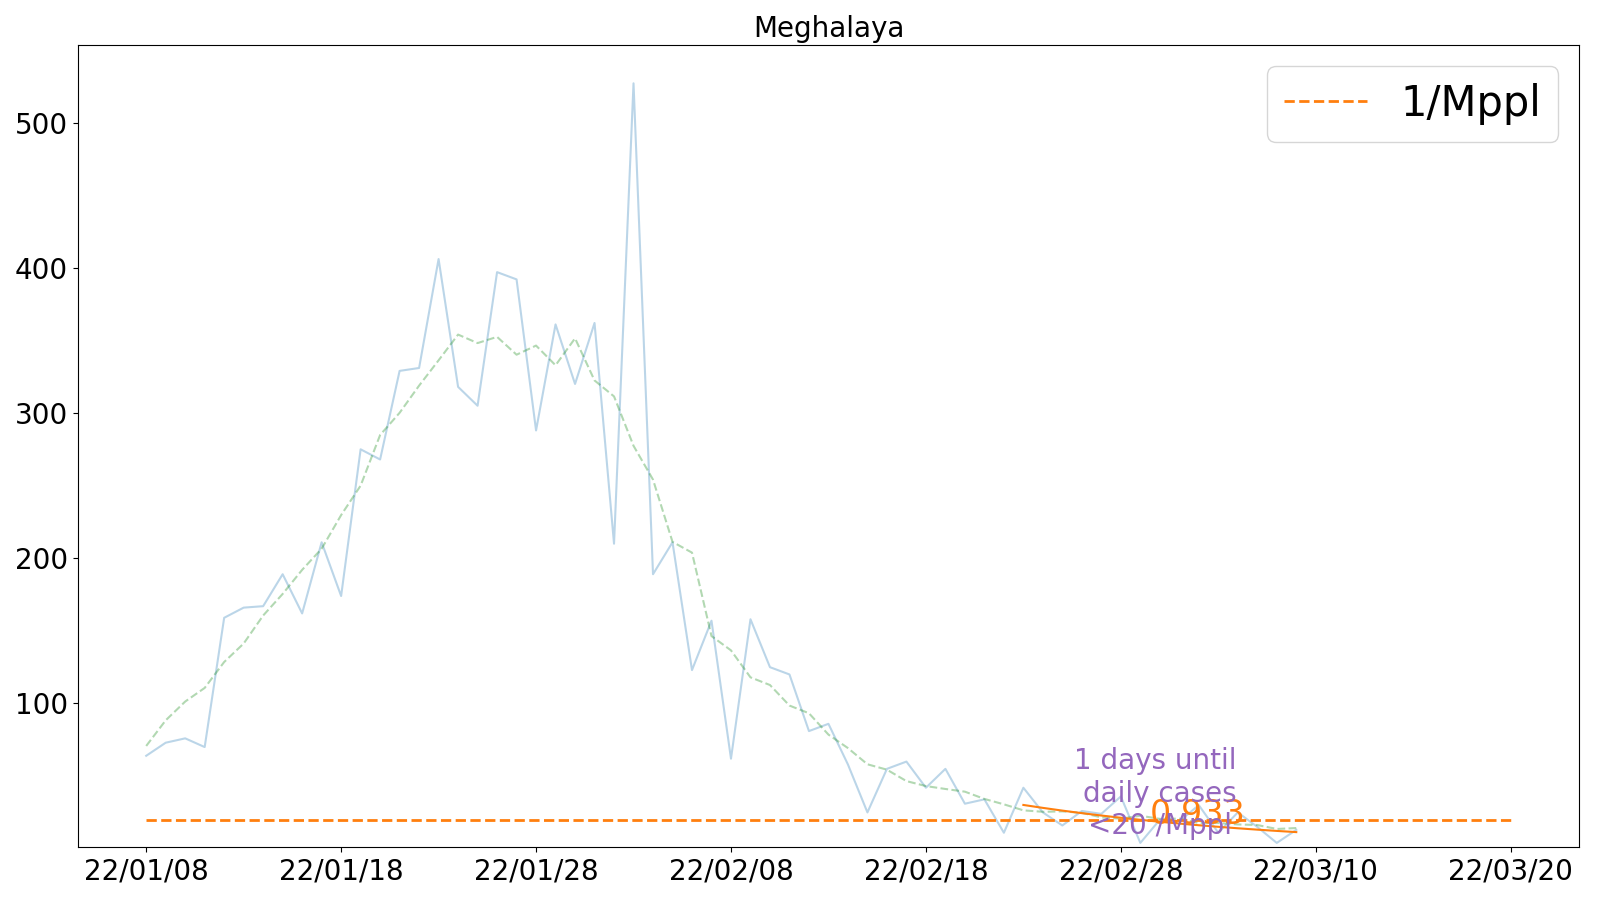 Meghalaya
1/Mppl
500
400
300
200
100
1 days until
daily cases
<20 /Mppl
0.933
22/01/08
22/01/18
22/01/28
22/02/08
22/02/18
22/02/28
22/03/10
22/03/20